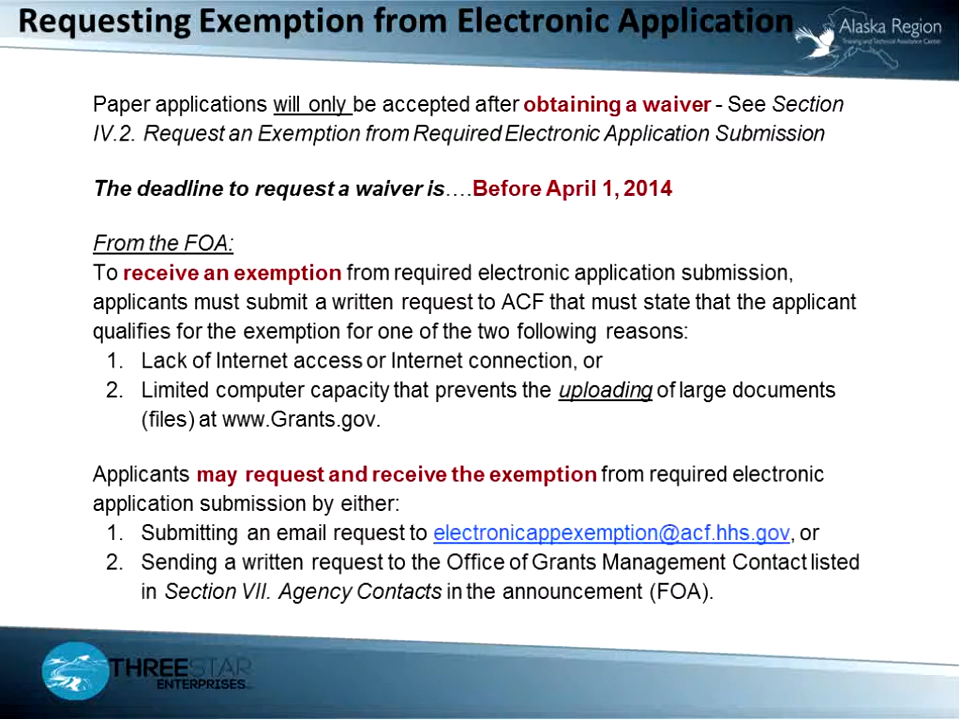 Requesting Exemption from Electronic Application
Alaska Region
Training and Technical Assistance Center
Paper applications will only be accepted after obtaining a waiver - See Section
IV.2. Request an Exemption from Required Electronic Application Submission
The deadline to request a waiver is….Before April 1, 2014
From the FOA:
To receive an exemption from required electronic application submission,
applicants must submit a written request to ACF that must state that the applicant
qualifies for the exemption for one of the two following reasons:
1. Lack of Internet access or Internet connection, or
2. Limited computer capacity that prevents the uploading of large documents
(files) at www.Grants.gov.
Applicants may request and receive the exemption from required electronic
application submission by either:
1. Submitting an email request to electronicappexemption@acf.hhs.gov, or
2. Sending a written request to the Office of Grants Management Contact listed
in Section VII. Agency Contacts in the announcement (FOA).
THREESTAR
ENTERPRISES